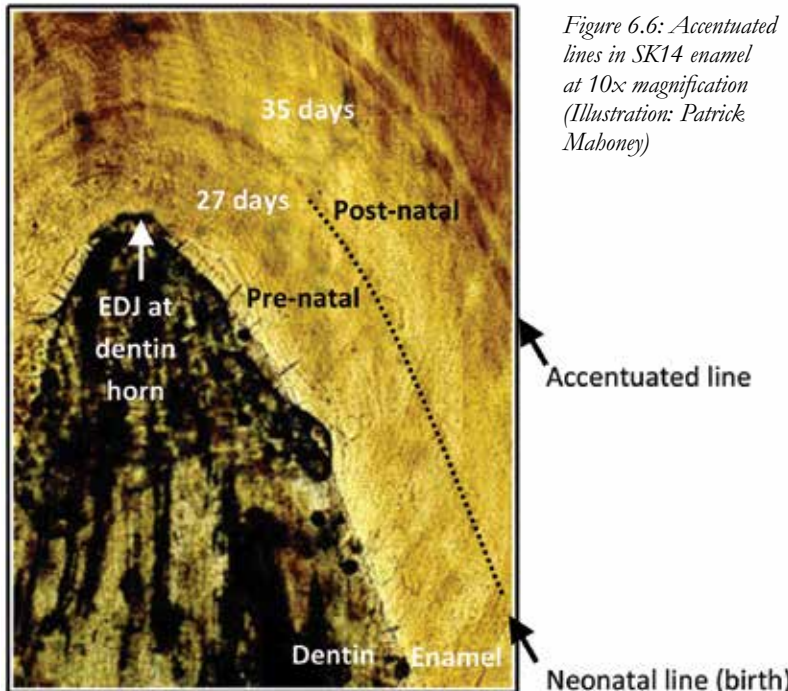 Figure 6.6: Accentuated
lines in SK14 enamel
at 10x magnification
(Illustration: Patrick
Mahoney)
35 days
27 days
Post-natal
Pre-natal
EDJ at
dentin
horn
Accentuated line
Dentin
Enamel
Neonatal line (birth)